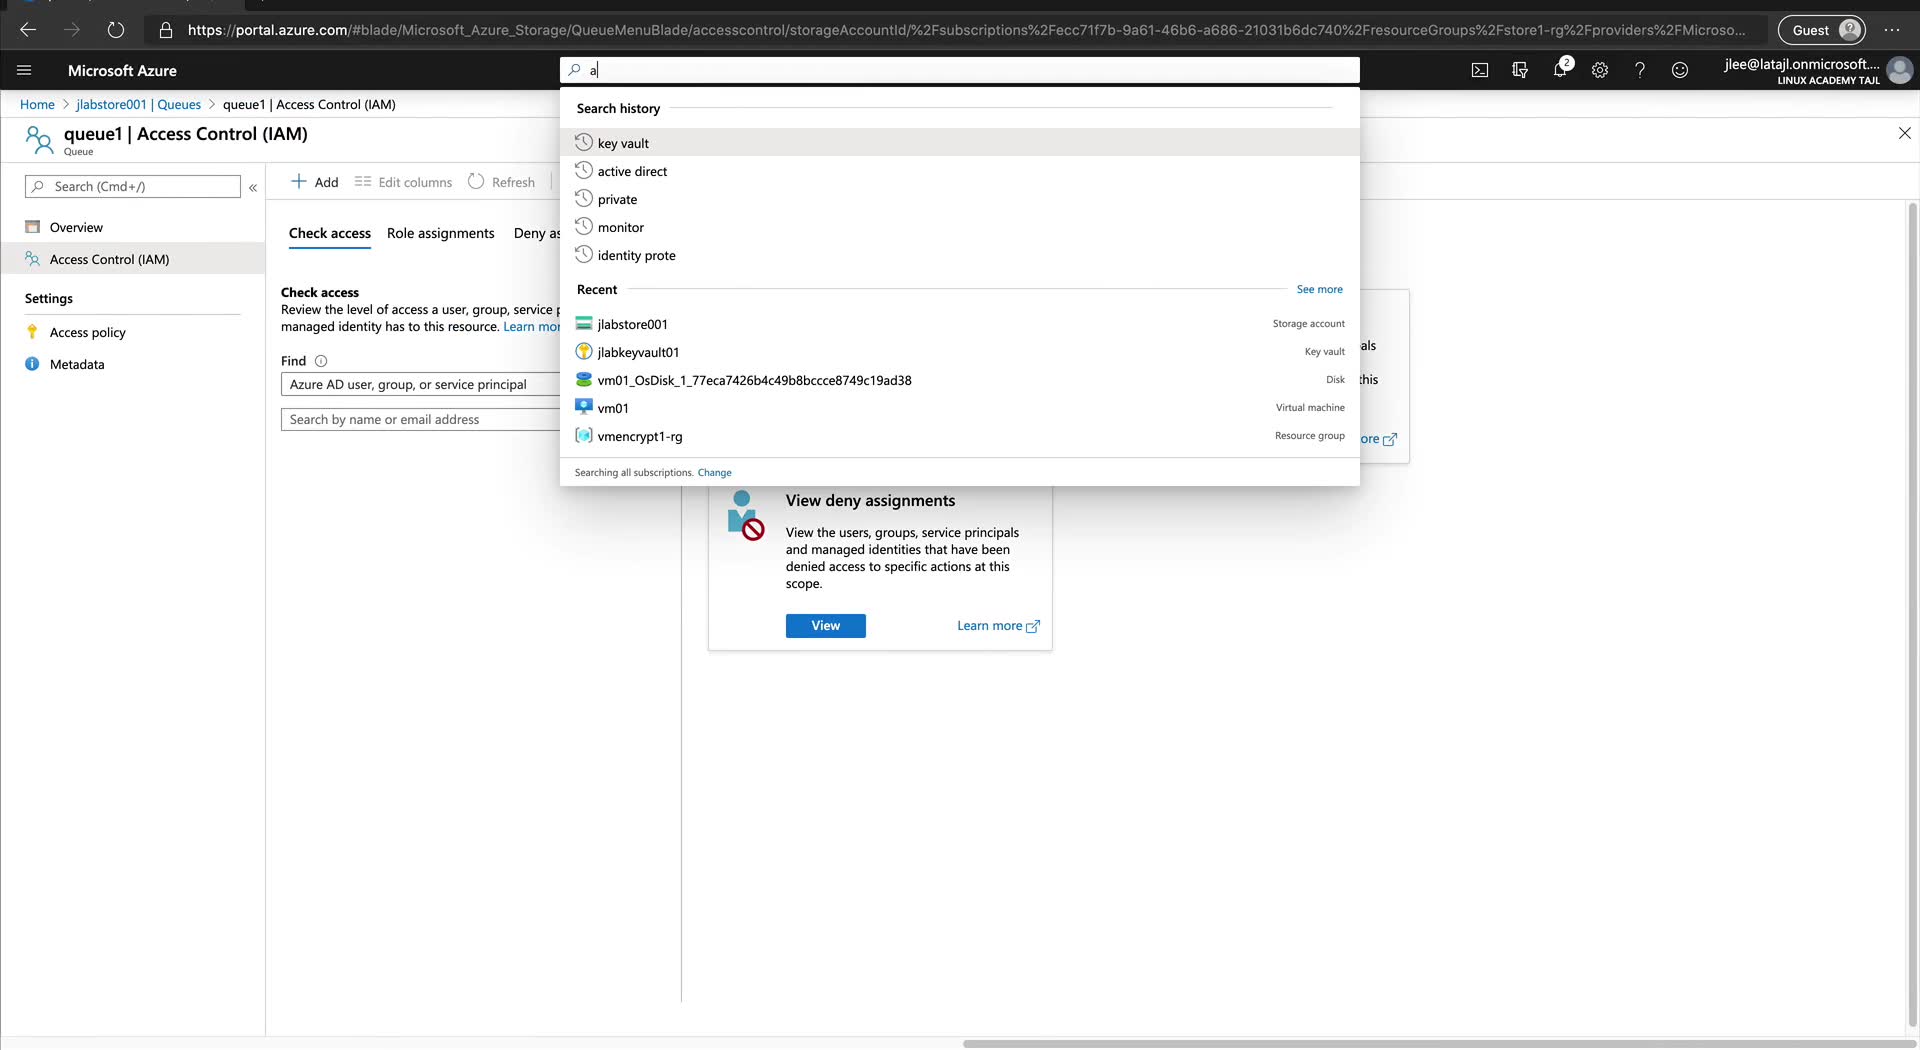 https://portal.azure.com/#blade/Microsoft_Azure_Storage/QueueMenuBlade/accesscontrol/storageAccountId/%2Fsubscriptions%2Fecc71f7b-9a61-46b6-a686-21031b6dc740%2FresourceGroups%2Fstore1-rg%2Fproviders%2FMicroso...
Guest
Microsoft Azure
a
2
jlee@latajl.onmicrosoft....
LINUX ACADEMY TAJL
Home > jlabstore001 | Queues > queue1 | Access Control (IAM)
queue1 | Access Control (IAM)
Queue
Search (Cmd+/)
«
Overview
Access Control (IAM)
Settings
Access policy
Metadata
Add
Edit columns
Refresh
Check access
Role assignments
Deny as
Check access
Review the level of access a user, group, service p
managed identity has to this resource. Learn mor
Find
Azure AD user, group, or service principal
Search by name or email address
Search history
key vault
active direct
private
monitor
identity prote
Recent
See more
jlabstore001
Storage account
jlabkeyvault01
Key vault
vm01_OsDisk_1_77eca7426b4c49b8bccce8749c19ad38
Disk
vm01
Virtual machine
vmencrypt1-rg
Resource group
Searching all subscriptions. Change
als
this
ore
View deny assignments
View the users, groups, service principals
and managed identities that have been
denied access to specific actions at this
scope.
View
Learn more